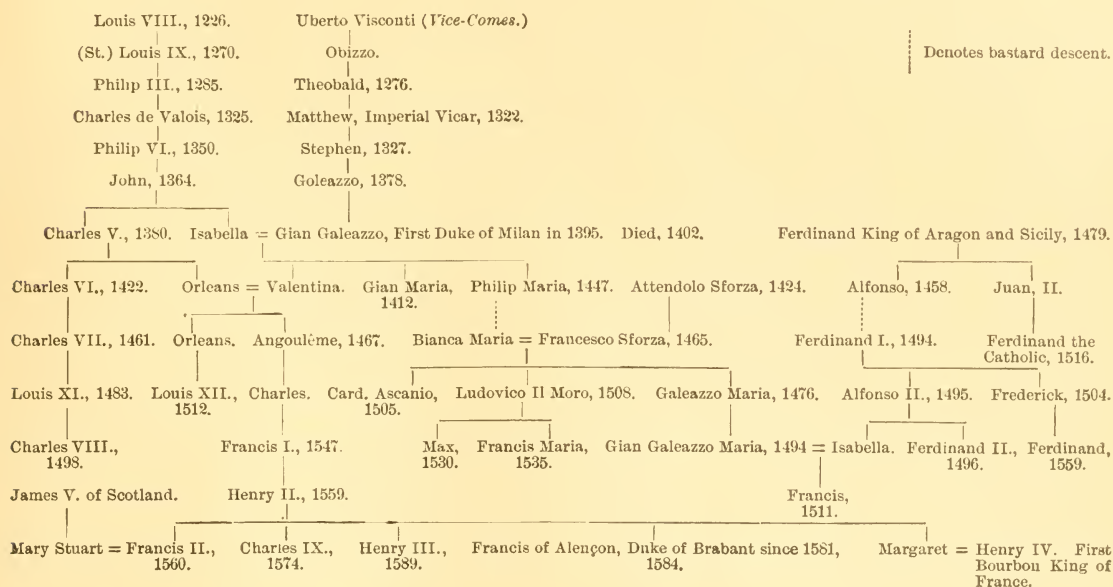 Louis VIII., 1226. Uberto Visconti (Vice-Comes.)
(St.) Louis IX., 1270. Obizzo. Denotes bastard descent.
Philip III., 1285. Theobald, 1276.
Charles de Valois, 1325. Matthew, Imperial Vicar, 1322.
Philip VI., 1350. Stephen, 1327.
John, 1364. Goleazzo, 1378.
Charles V., 1380. Isabella = Gian Galeazzo, First Duke of Milan in 1395. Died, 1402. Ferdinand King of Aragon and Sicily, 1479.
Charles VI., 1422. Orleans = Valentina. Gian Maria, Philip Maria, 1447. Attendolo Sforza, 1424. Alfonso, 1458. Juan, II.
1412.
Charles VII., 1461. Orleans. Angoulême, 1467. Bianca Maria = Francesco Sforza, 1465. Ferdinand I., 1494. Ferdinand the
Catholic, 1516.
Louis XI., 1483. Louis XII., Charles. Card. Ascanio, Ludovico Il Moro, 1508. Galeazzo Maria, 1476. Alfonso II., 1495. Frederick, 1504.
1512. 1505.
Charles VIII., Francis I., 1547. Max, Francis Maria, Gian Galeazzo Maria, 1494 = Isabella. Ferdinand II., Ferdinand,
1498. 1530. 1535. 1496. 1559.
James V. of Scotland. Henry II., 1559. Francis,
1511.
Mary Stuart = Francis II., Charles IX., Henry III., Francis of Alençon, Duke of Brabant since 1581, Margaret = Henry IV. First
1560. 1574. 1589. 1584. Bourbon King of
France.